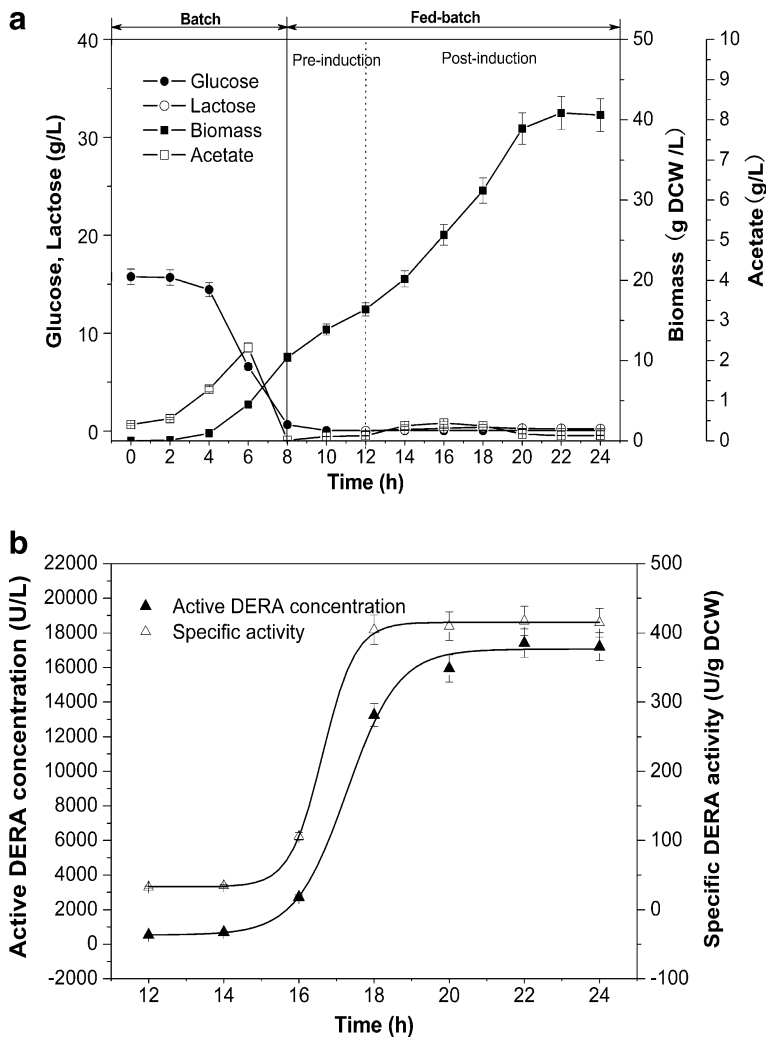 a
Batch
Fed-batch
Pre-induction
Post-induction
Glucose
Lactose
Biomass
Acetate
Glucose, Lactose (g/L)
40
30
20
10
0
Biomass (g DCW /L)
50
40
30
20
10
0
Acetate (g/L)
10
9
8
7
6
5
4
3
2
1
0
0 2 4 6 8 10 12 14 16 18 20 22 24
Time (h)
b
Active DERA concentration
Specific activity
Active DERA concentration (U/L)
22000
20000
18000
16000
14000
12000
10000
8000
6000
4000
2000
0
-2000
Specific DERA activity (U/g DCW)
500
400
300
200
100
0
-100
12 14 16 18 20 22 24
Time (h)